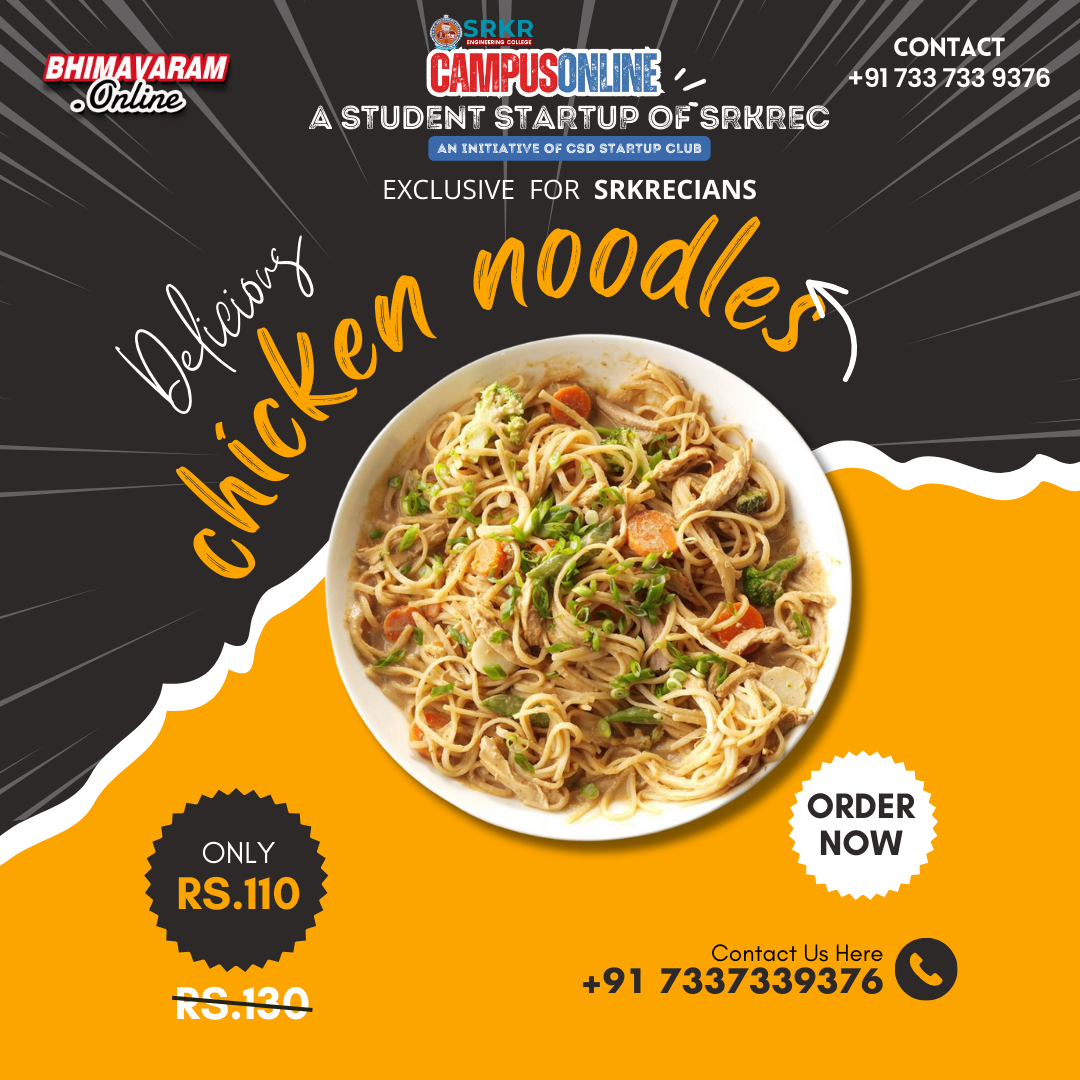 SRKR
ENGINEERING COLLEGE
BHIMAVARAM
.Online
CAMPUSONLINE
CONTACT
+91 733 733 9376
A STUDENT STARTUP OF SRKREC
AN INITIATIVE OF CSD STARTUP CLUB
EXCLUSIVE FOR SRKRECIANS
Delicious
chicken noodles
ORDER
NOW
ONLY
RS.110
RS.130
Contact Us Here
+91 7337339376